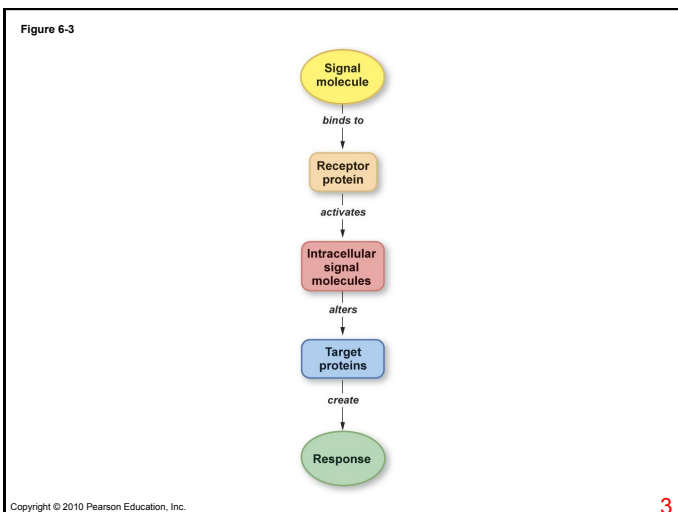 Figure 6-3
Signal
molecule
binds to
Receptor
protein
activates
Intracellular
signal
molecules
alters
Target
proteins
create
Response
Copyright © 2010 Pearson Education, Inc.
3